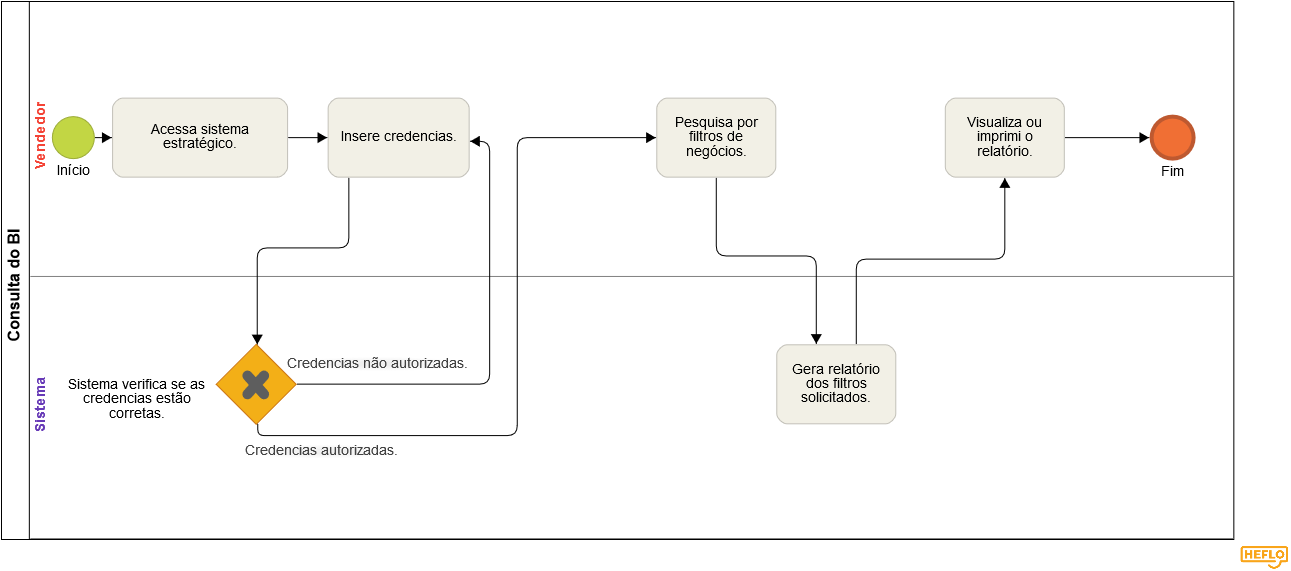 Consulta do BI
Vendedor
Início
Acessa sistema
estratégico.
Insere credencias.
Pesquisa por
filtros de
negócios.
Visualiza ou
imprimi o
relatório.
Fim
Sistema
Sistema verifica se as
credencias estão
corretas.
Credencias não autorizadas.
Credencias autorizadas.
Gera relatório
dos filtros
solicitados.
HEFLO